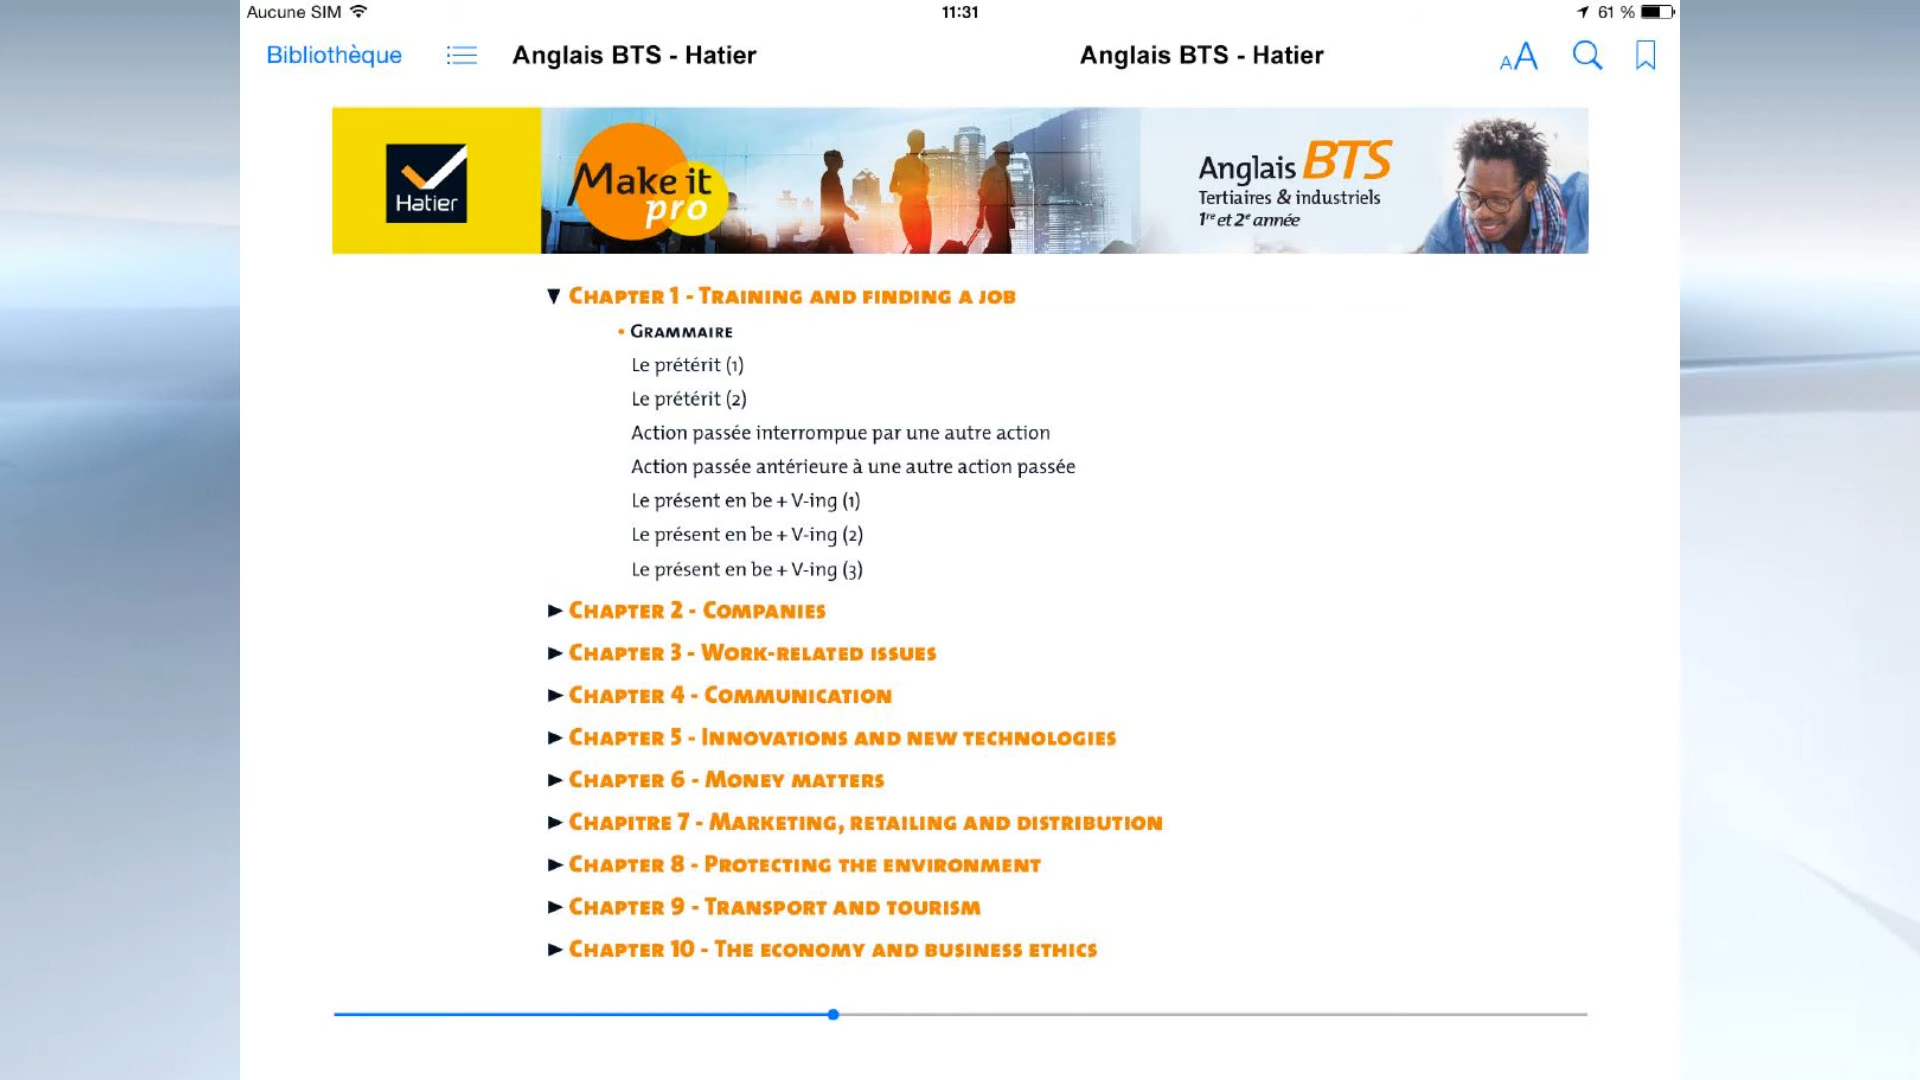 Aucune SIM
11:31
61 %
Bibliothèque
Anglais BTS - Hatier
Anglais BTS - Hatier
AA
Hatier
Make it
pro
Anglais BTS
Tertiaires & industriels
1re et 2e année
CHAPTER 1 - TRAINING AND FINDING A JOB
• GRAMMAIRE
Le prétérit (1)
Le prétérit (2)
Action passée interrompue par une autre action
Action passée antérieure à une autre action passée
Le présent en be + V-ing (1)
Le présent en be + V-ing (2)
Le présent en be + V-ing (3)
CHAPTER 2 - COMPANIES
CHAPTER 3 - WORK-RELATED ISSUES
CHAPTER 4 - COMMUNICATION
CHAPTER 5 - INNOVATIONS AND NEW TECHNOLOGIES
CHAPTER 6 - MONEY MATTERS
CHAPITRE 7 - MARKETING, RETAILING AND DISTRIBUTION
CHAPTER 8 - PROTECTING THE ENVIRONMENT
CHAPTER 9 - TRANSPORT AND TOURISM
CHAPTER 10 - THE ECONOMY AND BUSINESS ETHICS